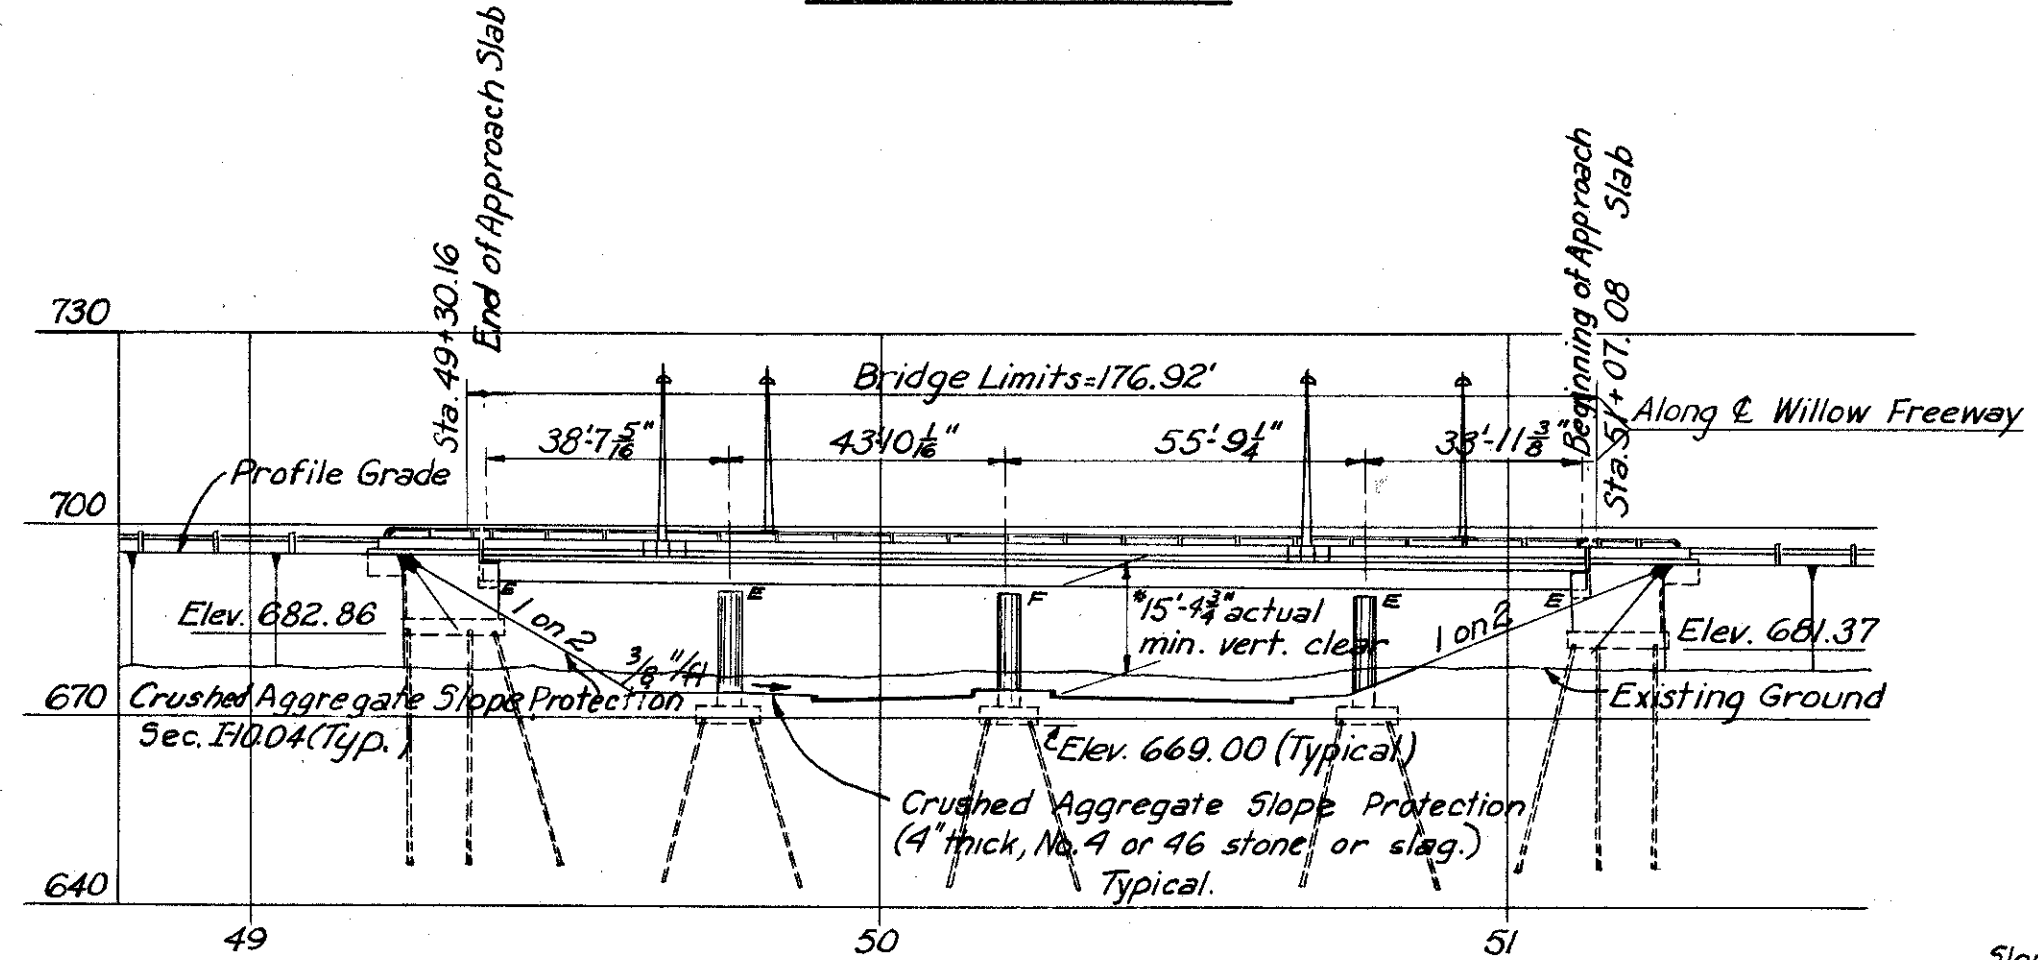 Sta. 49+30.16
End of Approach Slab
Beginning of Approach
Sta. 51+07.08 Slab
730
Bridge Limits=176.92'
Along ℄ Willow Freeway
38'-7 5/16"
43'-10 1/16"
55'-9 1/4"
33'-11 3/8"
Profile Grade
700
E
E
F
E
E
Elev. 682.86
1 on 2
*15'-4 3/4" actual
min. vert. clear
1 on 2
Elev. 681.37
3/8"/ft
670
Crushed Aggregate Slope Protection
Sec. I-10.04 (Typ.)
Existing Ground
Elev. 669.00 (Typical)
Crushed Aggregate Slope Protection
(4" thick, No. 4 or 46 stone or slag.)
Typical.
640
49
50
51